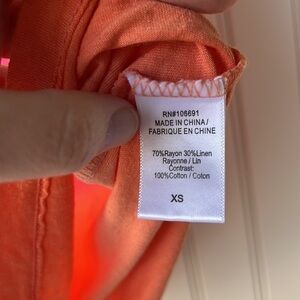 RN#106691
MADE IN CHINA/
FABRIQUE EN CHINE
70%Rayon 30%Linen
Rayonne / Lin
Contrast:
100%Cotton / Coton
XS